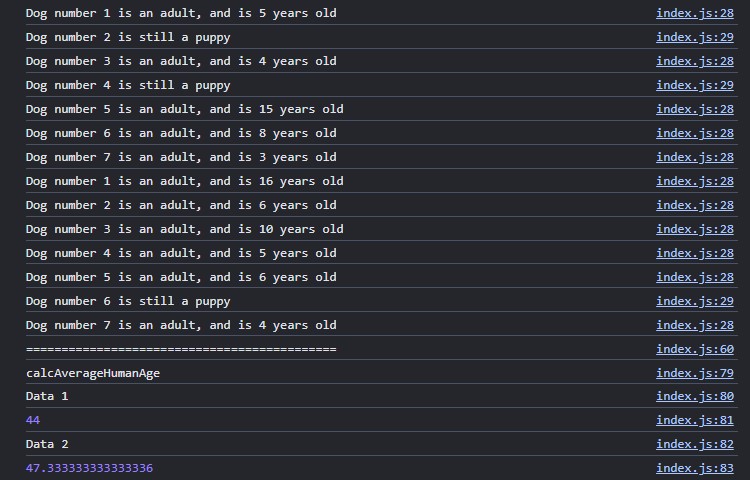 Dog number 1 is an adult, and is 5 years old index.js:28
Dog number 2 is still a puppy index.js:29
Dog number 3 is an adult, and is 4 years old index.js:28
Dog number 4 is still a puppy index.js:29
Dog number 5 is an adult, and is 15 years old index.js:28
Dog number 6 is an adult, and is 8 years old index.js:28
Dog number 7 is an adult, and is 3 years old index.js:28
Dog number 1 is an adult, and is 16 years old index.js:28
Dog number 2 is an adult, and is 6 years old index.js:28
Dog number 3 is an adult, and is 10 years old index.js:28
Dog number 4 is an adult, and is 5 years old index.js:28
Dog number 5 is an adult, and is 6 years old index.js:28
Dog number 6 is still a puppy index.js:29
Dog number 7 is an adult, and is 4 years old index.js:28
============================================ index.js:60
calcAverageHumanAge index.js:79
Data 1 index.js:80
44 index.js:81
Data 2 index.js:82
47.333333333333336 index.js:83